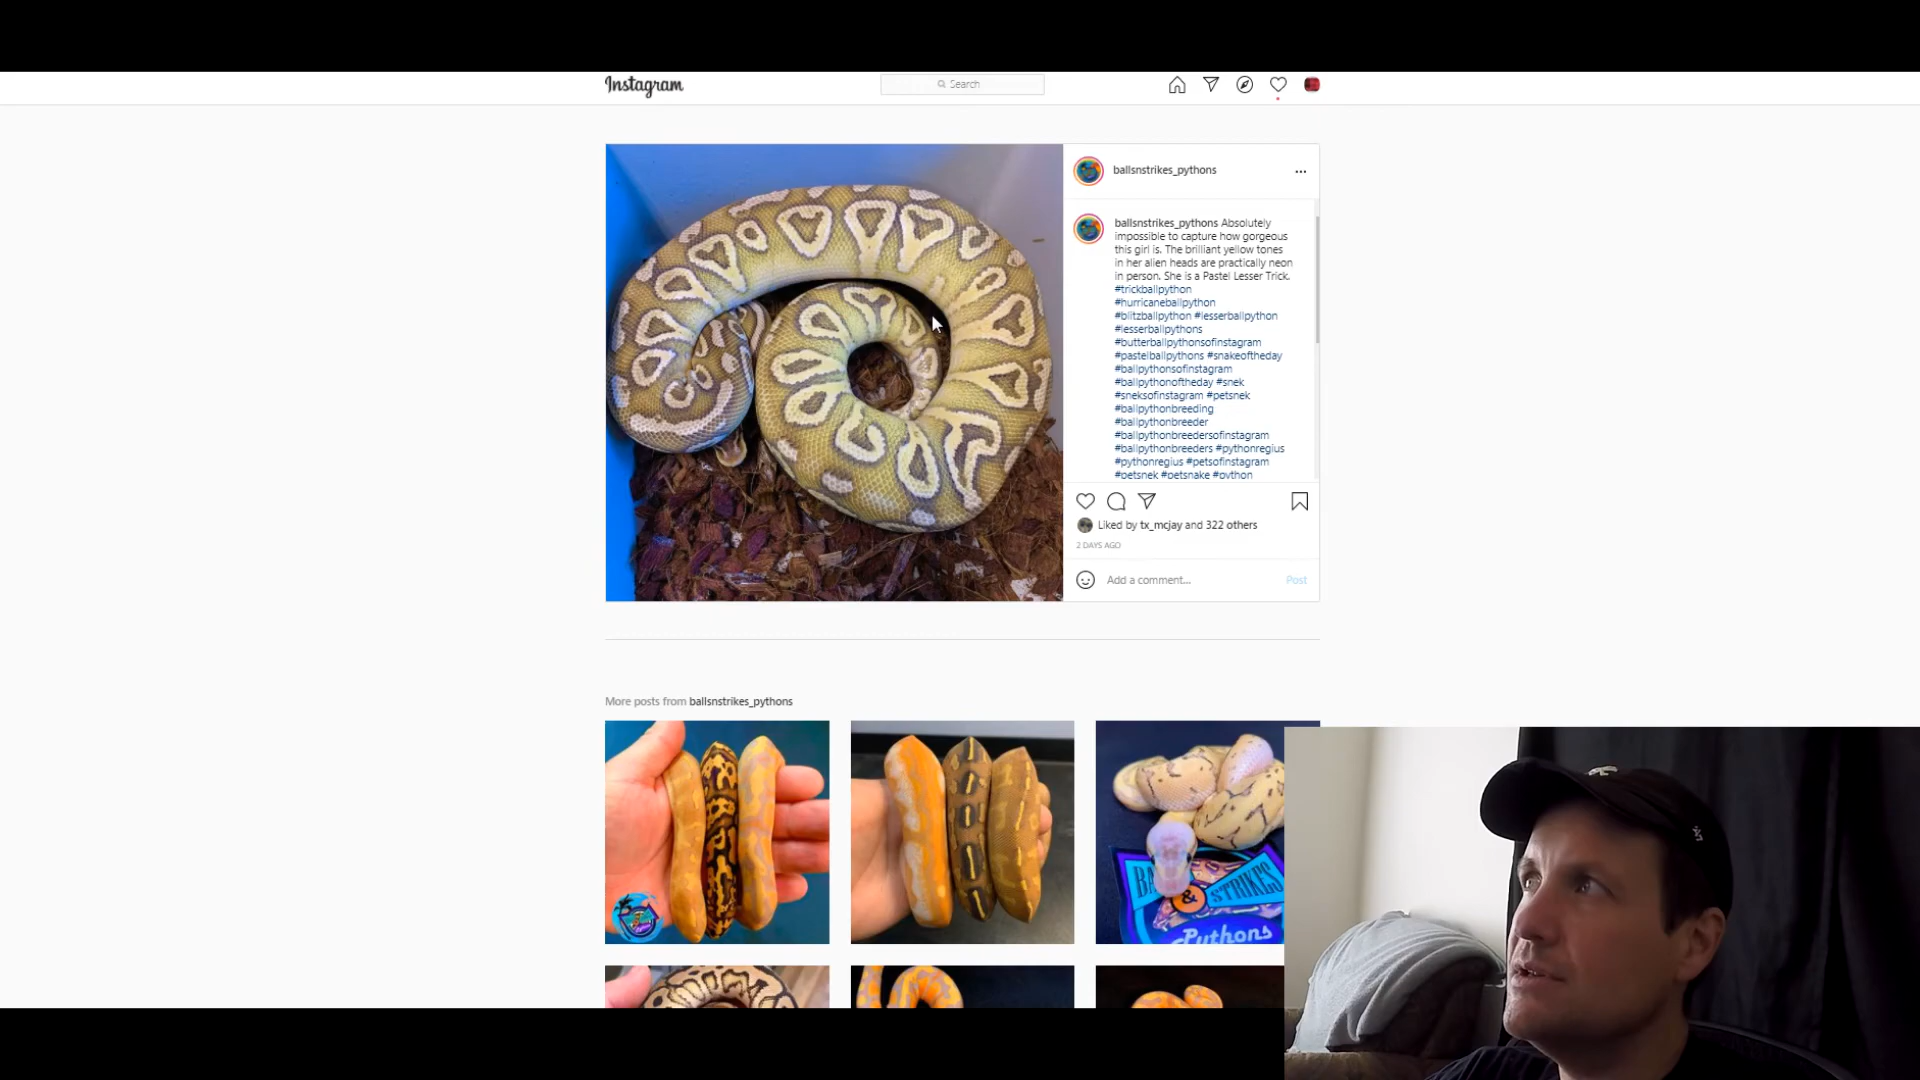 Instagram
Search
ballsnstrikes_pythons
ballsnstrikes_pythons Absolutely
impossible to capture how gorgeous
this girl is. The brilliant yellow tones
in her alien heads are practically neon
in person. She is a Pastel Lesser Trick.
#trickballpython
#hurricaneballpython
#blitzballpython #lesserballpython
#lesserballpythons
#butterballpythonsofinstagram
#pastelballpythons #snakeoftheday
#ballpythonsofinstagram
#ballpythonoftheday #snek
#sneksofinstagram #petsnek
#ballpythonbreeding
#ballpythonbreeder
#ballpythonbreedersofinstagram
#ballpythonbreeders #pythonregius
#pythonregius #petsofinstagram
#petsnek #petsnake #python
Liked by tx_mcjay and 322 others
2 DAYS AGO
Add a comment... Post
More posts from ballsnstrikes_pythons
& STRIKES
Pythons